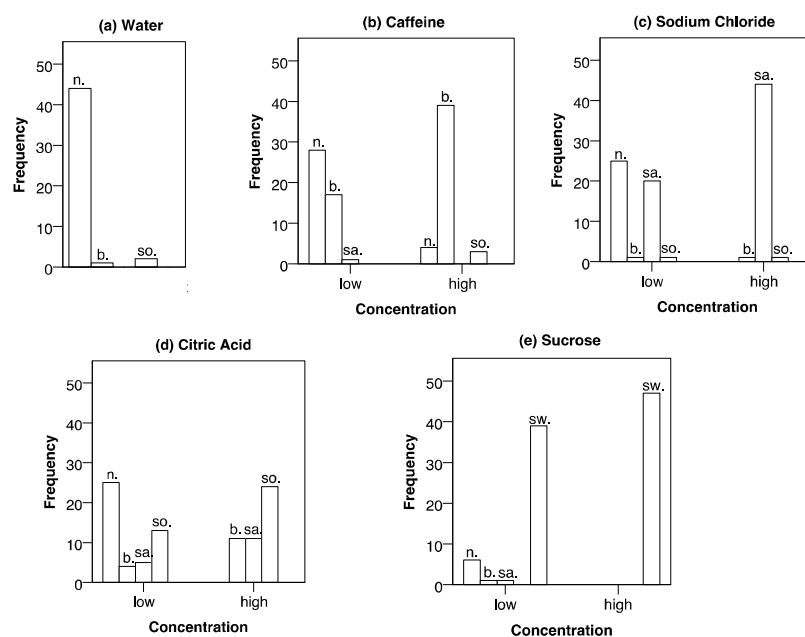 (a) Water
Frequency
50
40
30
20
10
0
n.
b.
so.
(b) Caffeine
Frequency
50
40
30
20
10
0
n.
b.
sa.
n.
b.
so.
low
high
Concentration
(c) Sodium Chloride
Frequency
50
40
30
20
10
0
n.
b.
sa.
so.
b.
sa.
so.
low
high
Concentration
(d) Citric Acid
Frequency
50
40
30
20
10
0
n.
b.
sa.
so.
b.
sa.
so.
low
high
Concentration
(e) Sucrose
Frequency
50
40
30
20
10
0
n.
b.
sa.
sw.
sw.
low
high
Concentration